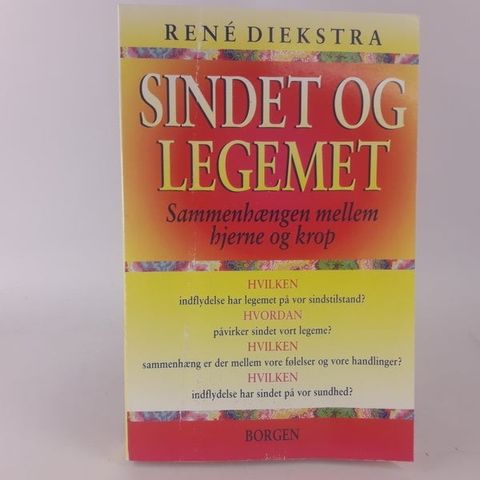 RENÉ DIEKSTRA
SINDET OG
LEGEMET
Sammenhængen mellem
hjerne og krop
HVILKEN
indflydelse har legemet på vor sindstilstand?
HVORDAN
påvirker sindet vort legeme?
HVILKEN
sammenhæng er der mellem vore følelser og vore handlinger?
HVILKEN
indflydelse har sindet på vor sundhed?
BORGEN